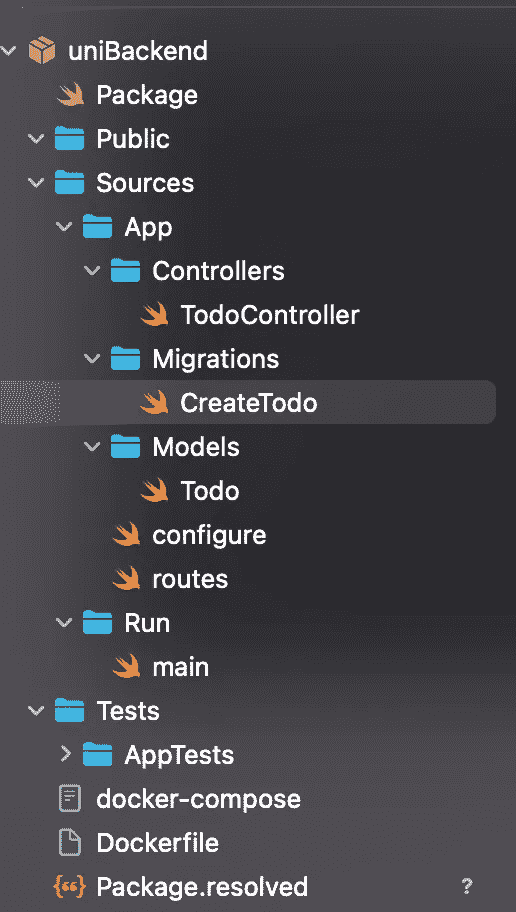 uniBackend
Package
Public
Sources
App
Controllers
TodoController
Migrations
CreateTodo
Models
Todo
configure
routes
Run
main
Tests
AppTests
docker-compose
Dockerfile
Package.resolved ?